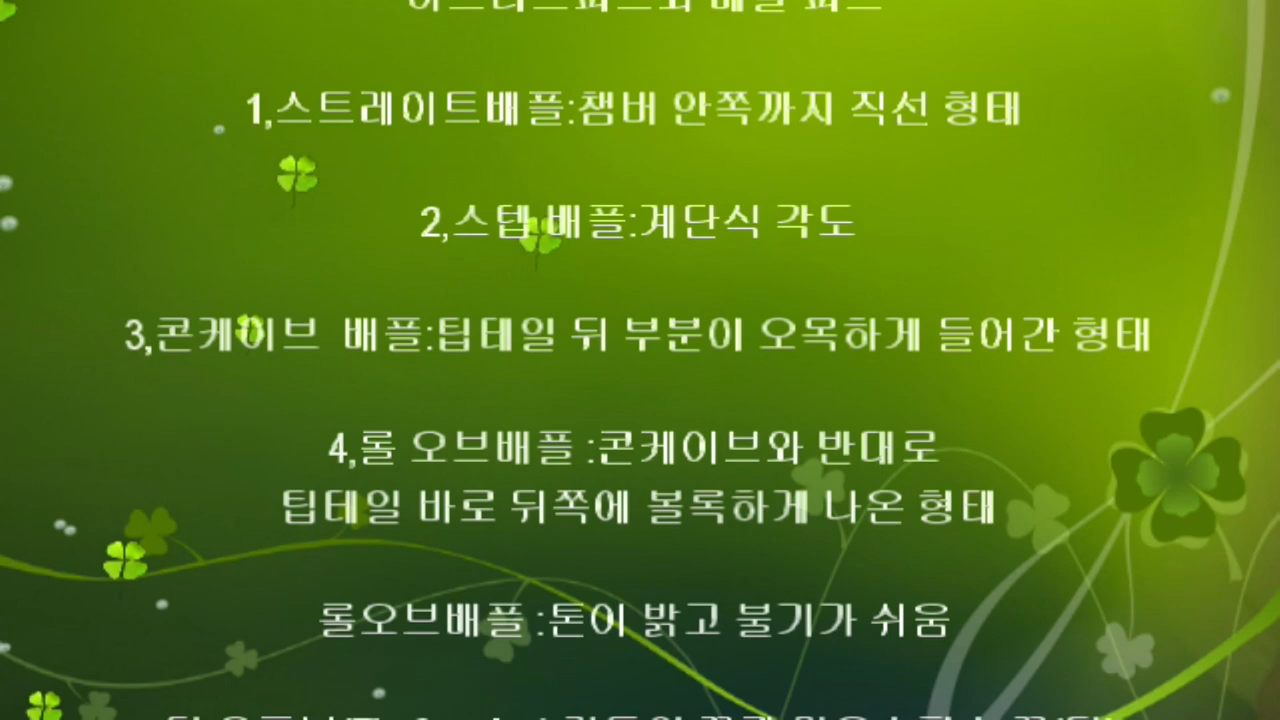 1,스트레이트배플:챔버 안쪽까지 직선 형태
2,스텝 배플:계단식 각도
3,콘케이브 배플:팁테일 뒤 부분이 오목하게 들어간 형태
4,롤 오브배플 :콘케이브와 반대로
팁테일 바로 뒤쪽에 볼록하게 나온 형태
롤오브배플 :톤이 밝고 불기가 쉬움